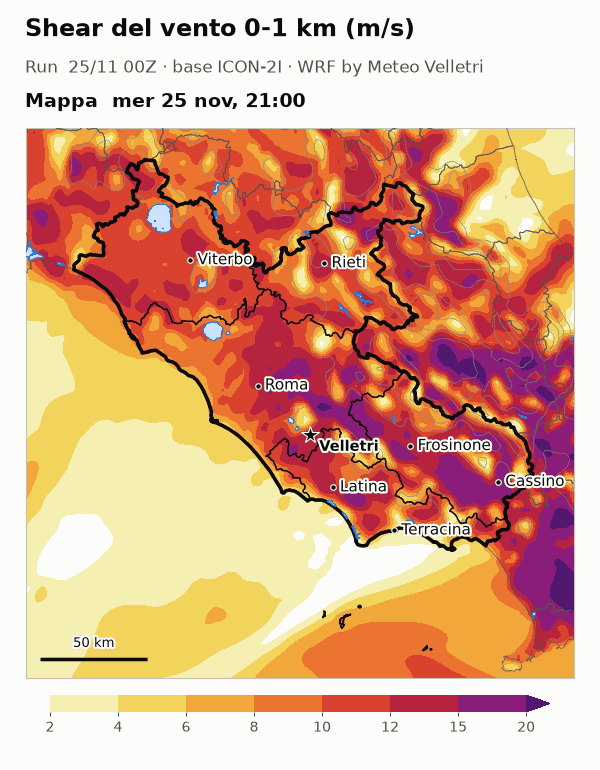 Shear del vento 0-1 km (m/s)
Run  25/11 00Z · base ICON-2I · WRF by Meteo Velletri
Mappa  mer 25 nov, 21:00
Viterbo
Rieti
Roma
Velletri
Frosinone
Cassino
Latina
Terracina
50 km
2 4 6 8 10 12 15 20